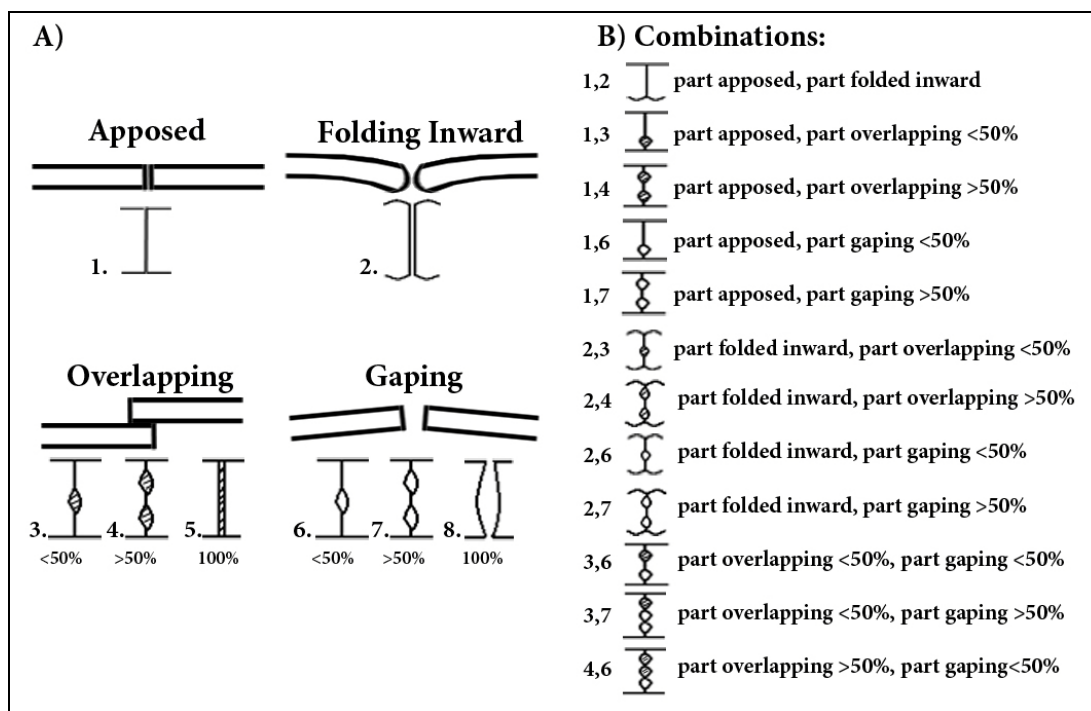 A)
Apposed
Folding Inward
1.
2.
Overlapping
Gaping
3.
4.
5.
6.
7.
8.
<50%
>50%
100%
<50%
>50%
100%
B) Combinations:
1,2 part apposed, part folded inward
1,3 part apposed, part overlapping <50%
1,4 part apposed, part overlapping >50%
1,6 part apposed, part gaping <50%
1,7 part apposed, part gaping >50%
2,3 part folded inward, part overlapping <50%
2,4 part folded inward, part overlapping >50%
2,6 part folded inward, part gaping <50%
2,7 part folded inward, part gaping >50%
3,6 part overlapping <50%, part gaping <50%
3,7 part overlapping <50%, part gaping >50%
4,6 part overlapping >50%, part gaping<50%